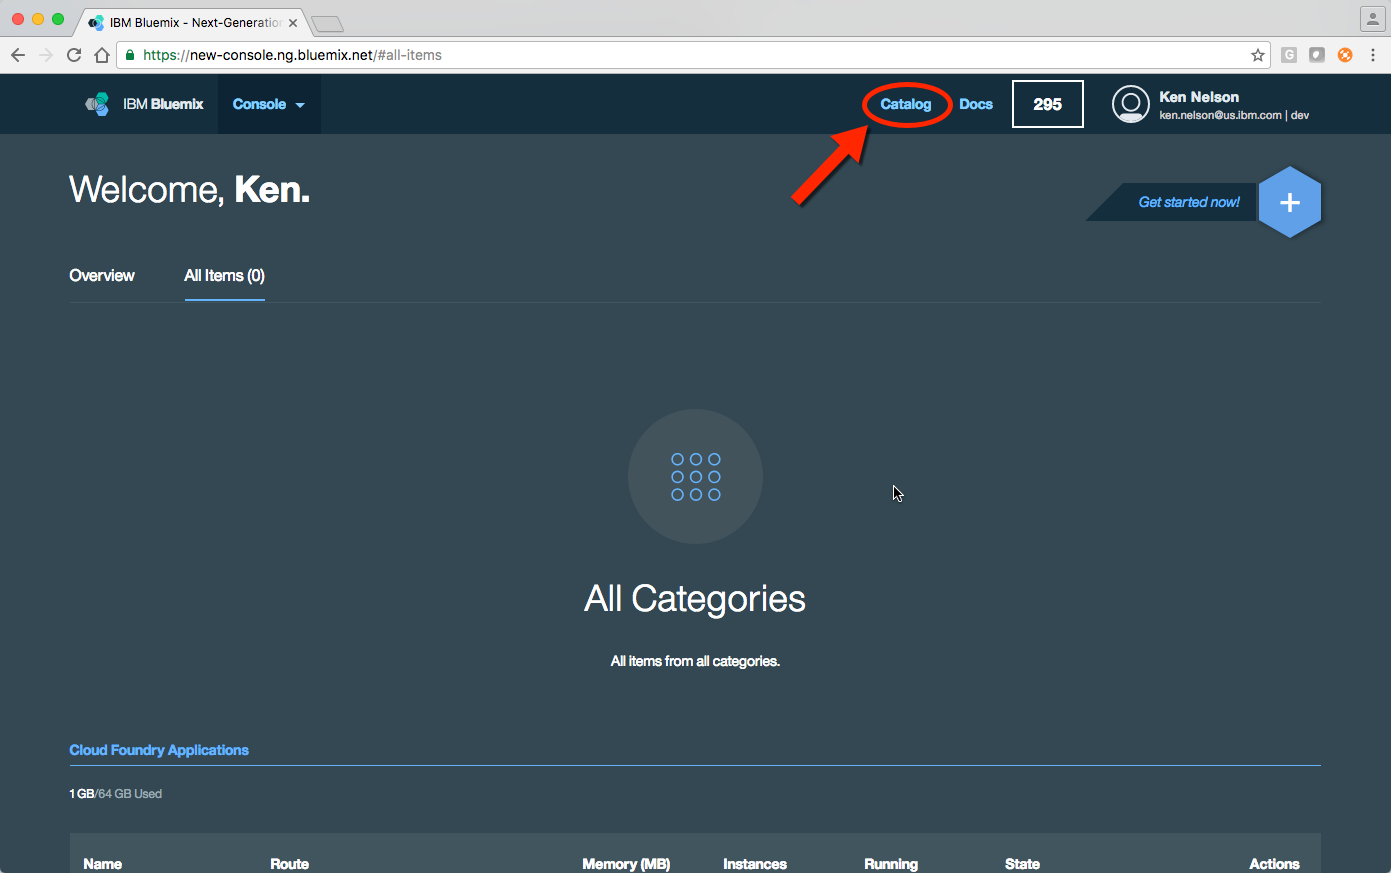 IBM Bluemix - Next-Generation
https://new-console.ng.bluemix.net/#all-items
G
IBM Bluemix
Console
Catalog
Docs
295
Ken Nelson
ken.nelson@us.ibm.com | dev
Welcome, Ken.
Get started now!
Overview
All Items (0)
All Categories
All items from all categories.
Cloud Foundry Applications
1 GB/64 GB Used
Name Route Memory (MB) Instances Running State Actions